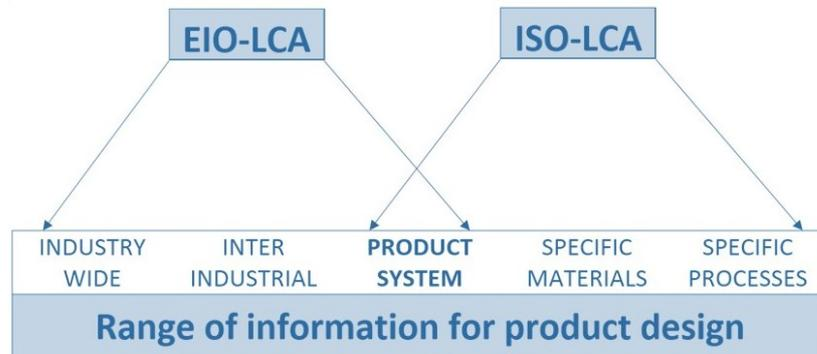 EIO-LCA
ISO-LCA
INDUSTRY WIDE
INTER INDUSTRIAL
PRODUCT SYSTEM
SPECIFIC MATERIALS
SPECIFIC PROCESSES
Range of information for product design